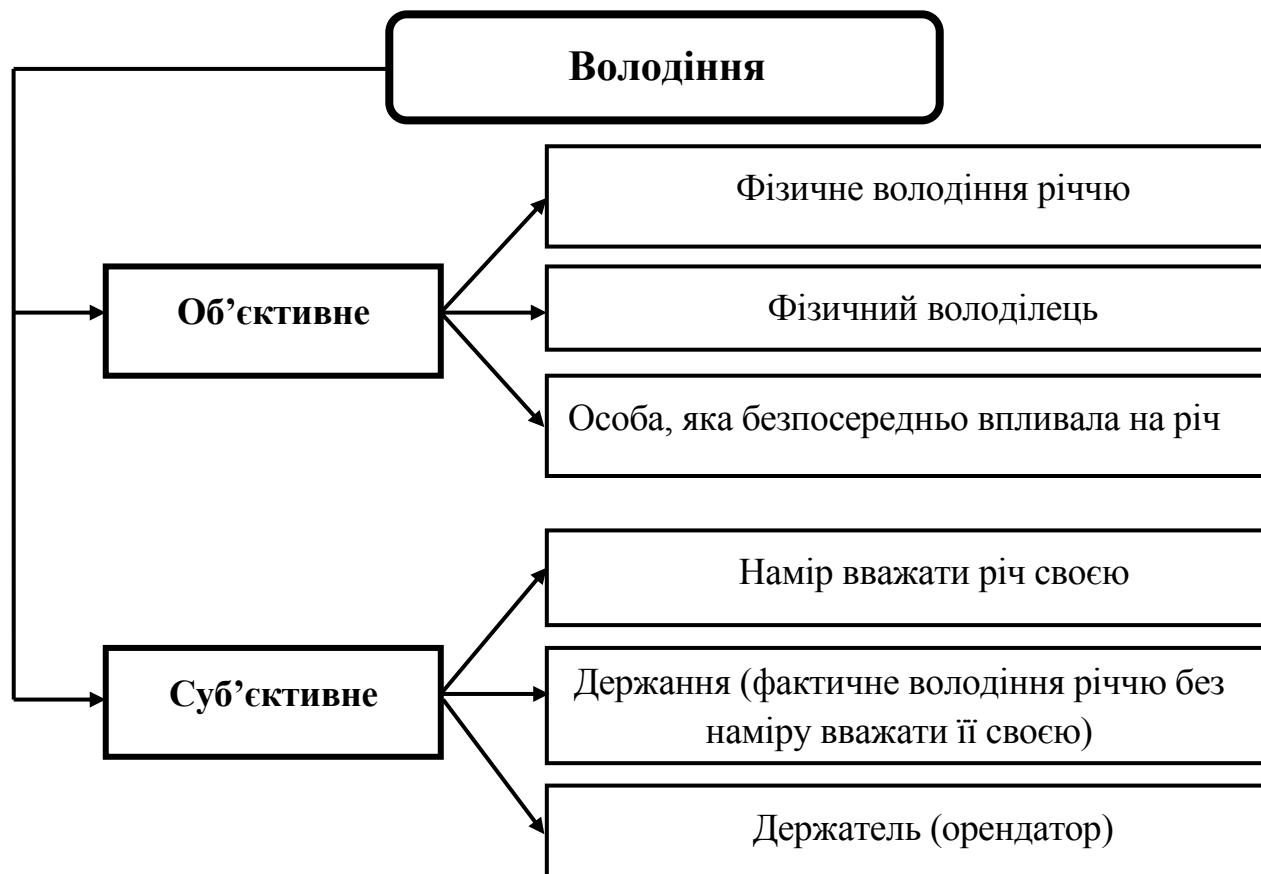 Володіння
Фізичне володіння річчю
Об’єктивне
Фізичний володілець
Особа, яка безпосередньо впливала на річ
Намір вважати річ своєю
Суб’єктивне
Держання (фактичне володіння річчю без
наміру вважати її своєю)
Держатель (орендатор)